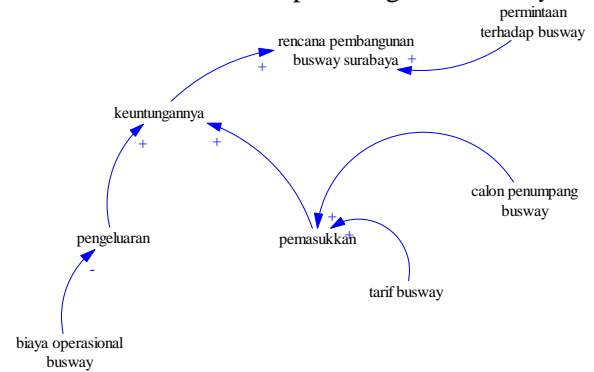 permintaan
terhadap busway
rencana pembangunan
busway surabaya
+
+
keuntungannya
+
+
calon penumpang
busway
+
+
pengeluaran
pemasukkan
-
tarif busway
biaya operasional
busway